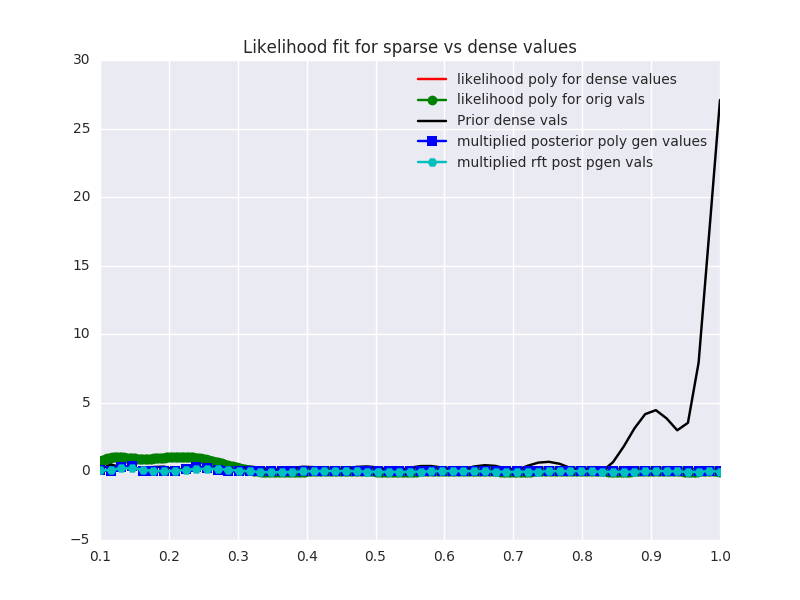 Likelihood fit for sparse vs dense values
30
25
20
15
10
5
0
−5
likelihood poly for dense values
likelihood poly for orig vals
Prior dense vals
multiplied posterior poly gen values
multiplied rft post pgen vals
0.1 0.2 0.3 0.4 0.5 0.6 0.7 0.8 0.9 1.0